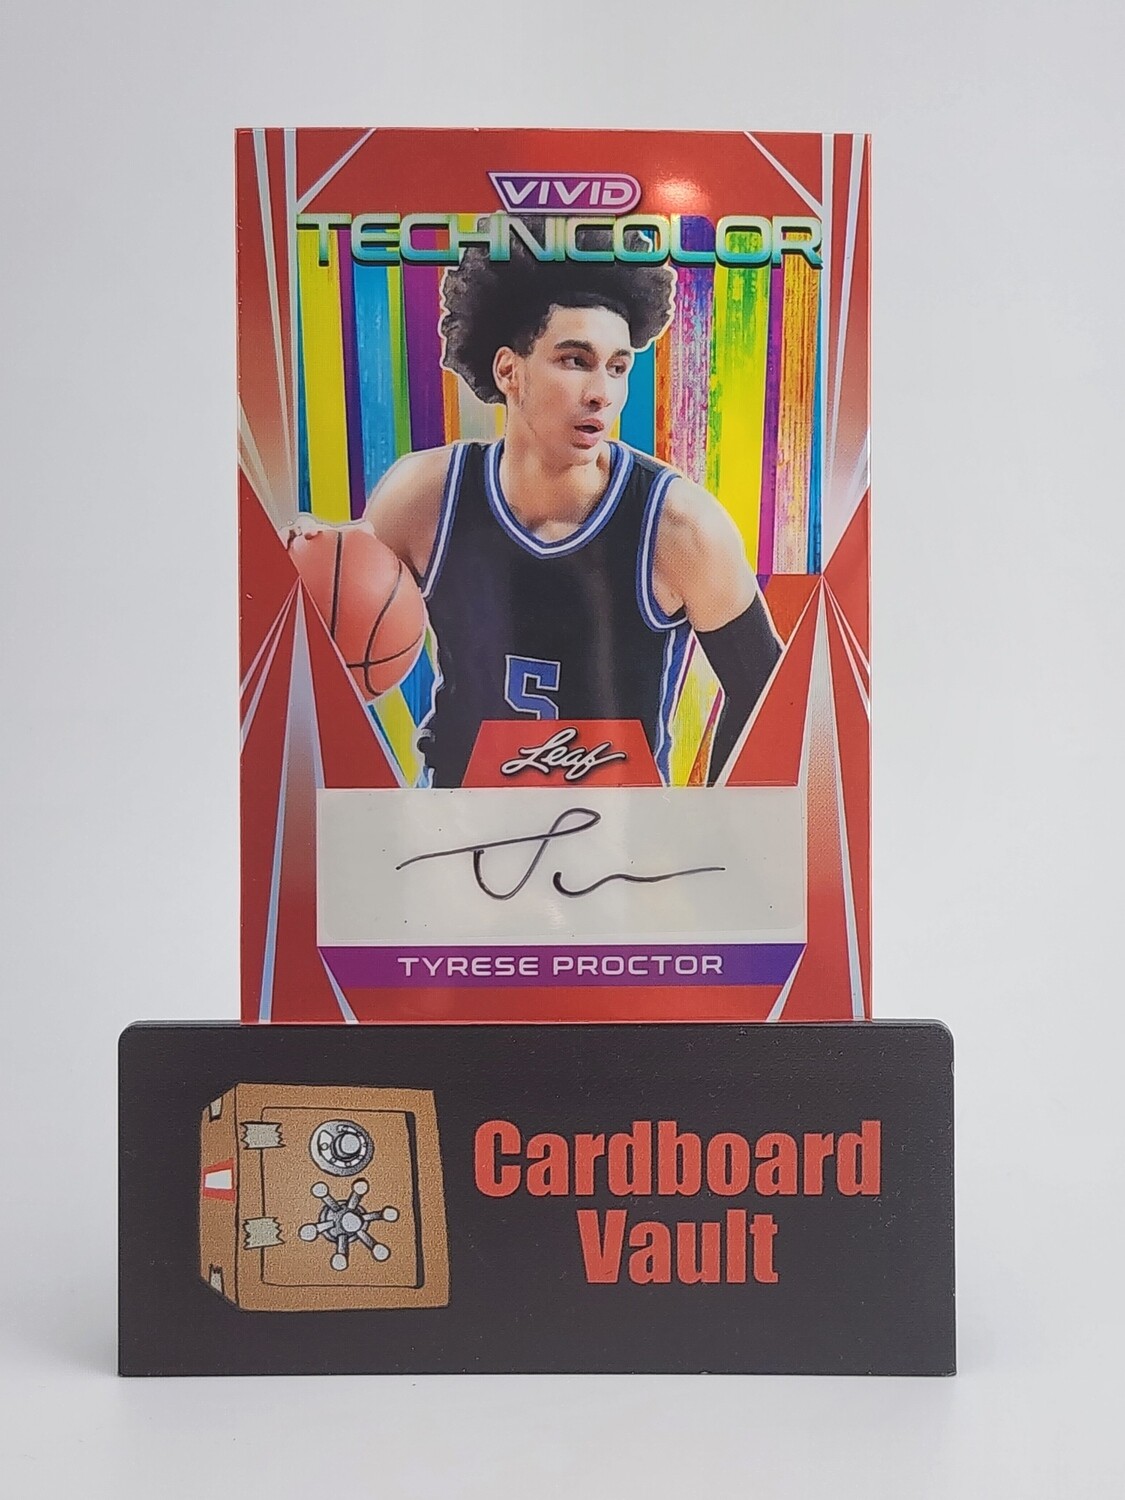 VIVID
TECHNICOLOR
5
Leaf
TYRESE PROCTOR
Cardboard
Vault